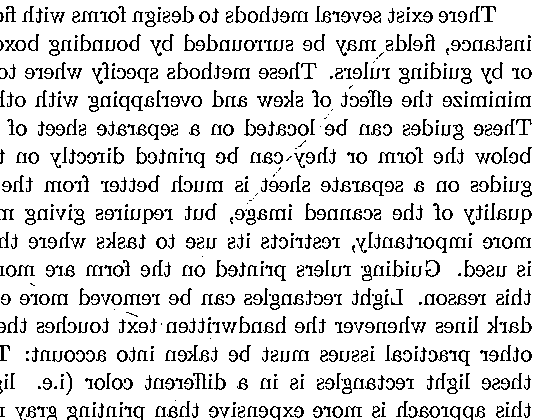 There exist several methods to design forms with
instance, fields may be surrounded by bounding
or by guiding rulers. These methods specify where to
minimize the effect of skew and overlapping with
These guides can be located on a separate sheet of
below the form or they can be printed directly on
guides on a separate sheet is much better from the
quality of the scanned image, but requires giving
more importantly, restricts its use to tasks where
is used. Guiding rulers printed on the form are
this reason. Light rectangles can be removed more
dark lines whenever the handwritten text touches the
other practical issues must be taken into account:
these light rectangles is in a different color (i.e.
this approach is more expensive than printing gray